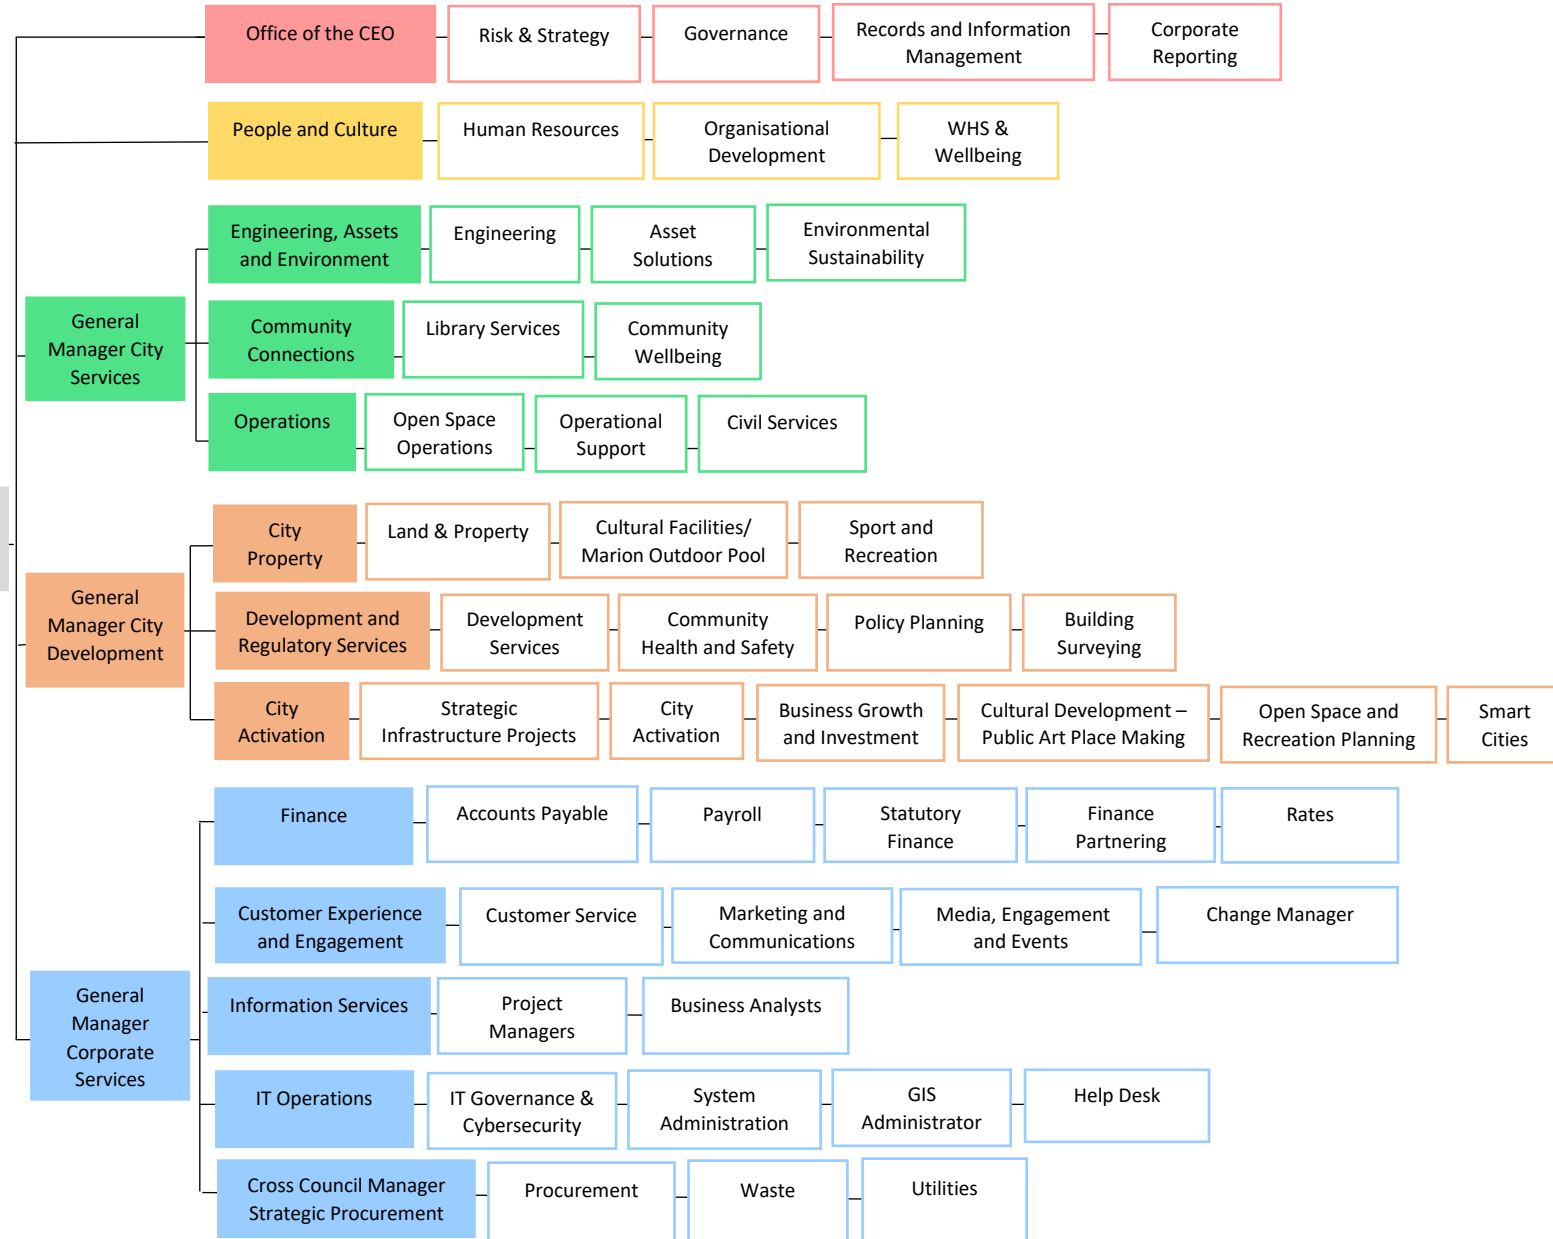 Office of the CEO
Risk & Strategy
Governance
Records and Information
Management
Corporate
Reporting
People and Culture
Human Resources
Organisational
Development
WHS &
Wellbeing
General
Manager City
Services
Engineering, Assets
and Environment
Engineering
Asset
Solutions
Environmental
Sustainability
Community
Connections
Library Services
Community
Wellbeing
Operations
Open Space
Operations
Operational
Support
Civil Services
General
Manager City
Development
City
Property
Land & Property
Cultural Facilities/
Marion Outdoor Pool
Sport and
Recreation
Development and
Regulatory Services
Development
Services
Community
Health and Safety
Policy Planning
Building
Surveying
City
Activation
Strategic
Infrastructure Projects
City
Activation
Business Growth
and Investment
Cultural Development –
Public Art Place Making
Open Space and
Recreation Planning
Smart
Cities
General
Manager
Corporate
Services
Finance
Accounts Payable
Payroll
Statutory
Finance
Finance
Partnering
Rates
Customer Experience
and Engagement
Customer Service
Marketing and
Communications
Media, Engagement
and Events
Change Manager
Information Services
Project
Managers
Business Analysts
IT Operations
IT Governance &
Cybersecurity
System
Administration
GIS
Administrator
Help Desk
Cross Council Manager
Strategic Procurement
Procurement
Waste
Utilities